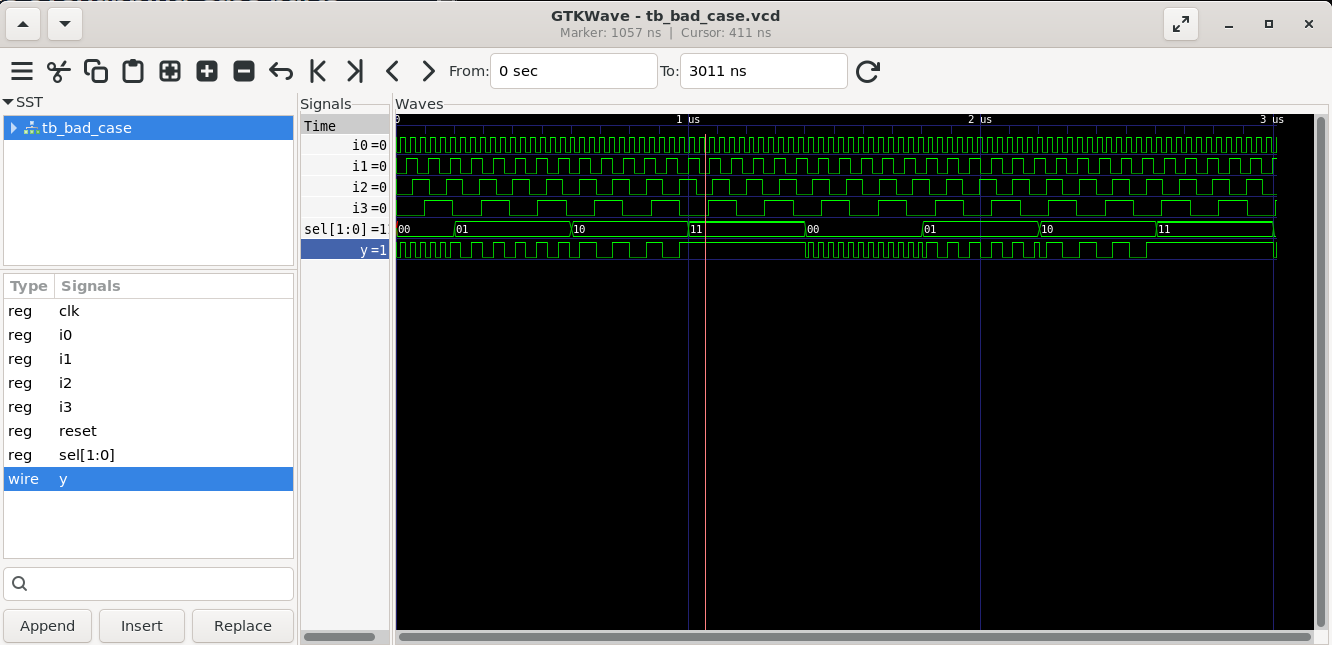 GTKWave - tb_bad_case.vcd
Marker: 1057 ns | Cursor: 411 ns
From: 0 sec To: 3011 ns
SST
tb_bad_case
Type Signals
reg clk
reg i0
reg i1
reg i2
reg i3
reg reset
reg sel[1:0]
wire y
Append Insert Replace
Signals
Time
i0=0
i1=0
i2=0
i3=0
sel[1:0]=1
y=1
Waves
0 1 us 2 us 3 us
00 01 10 11 00 01 10 11